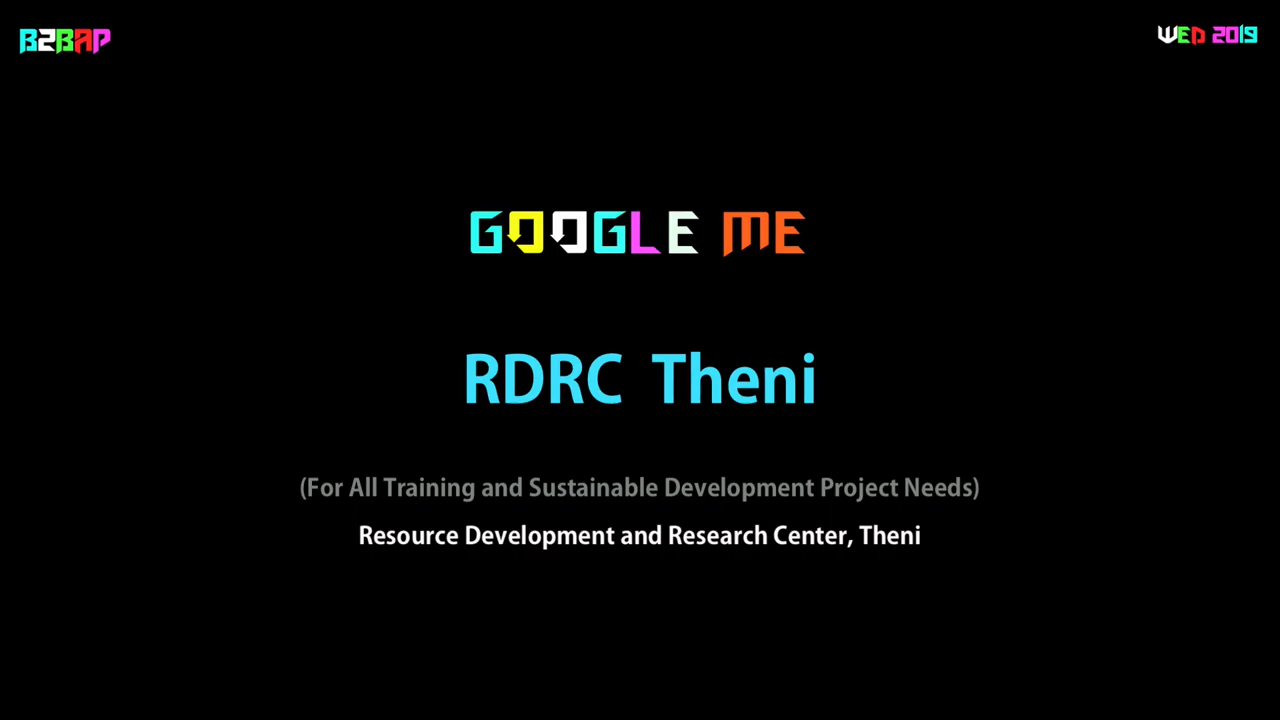 B2BAP
WED 2019
GOOGLE ME
RDRC Theni
(For All Training and Sustainable Development Project Needs)
Resource Development and Research Center, Theni